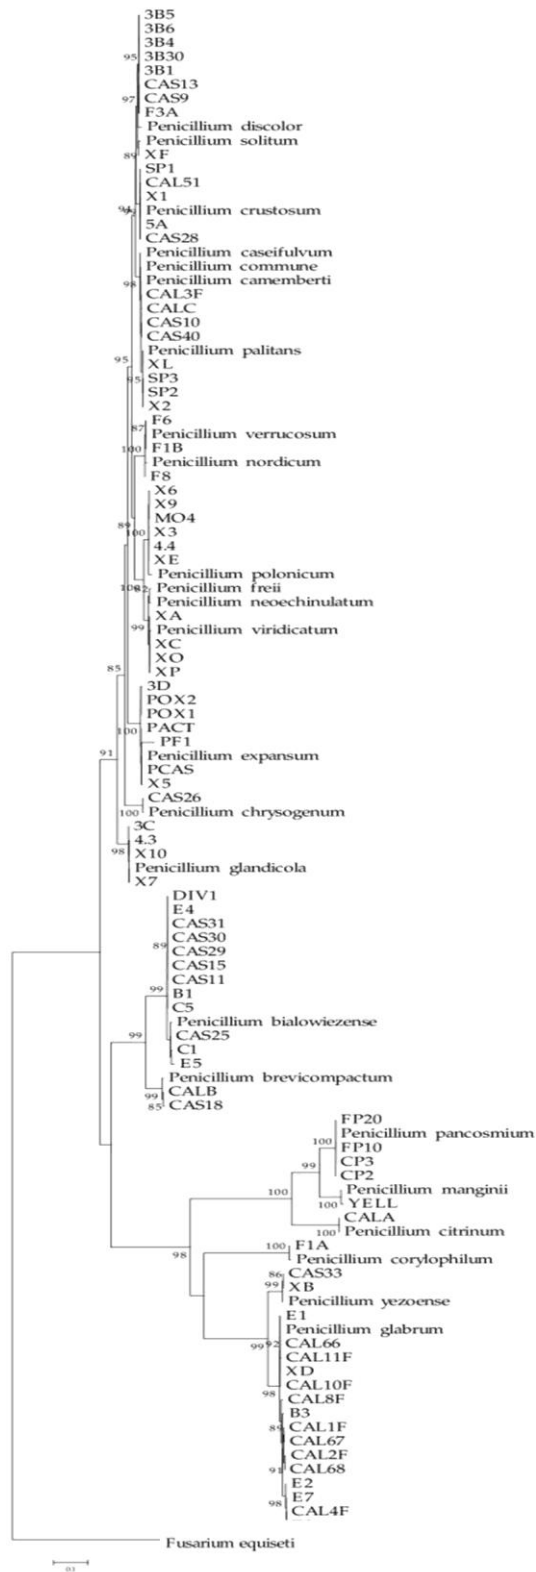 3B5
3B6
3B4
95 3B30
3B1
CAS13
97 CAS9
F3A
Penicillium discolor
Penicillium solitum
89 XF
SP1
CAL51
X1
Penicillium crustosum
5A
CAS28
Penicillium caseifulvum
Penicillium commune
98 Penicillium camemberti
CAL3F
CALC
CAS10
CAS40
Penicillium palitans
95 XL
95 SP3
SP2
X2
87 F6
Penicillium verrucosum
100 F1B
Penicillium nordicum
F8
X6
X9
MO4
89 100 X3
4.4
XE
Penicillium polonicum
Penicillium freii
Penicillium neoechinulatum
XA
99 Penicillium viridicatum
XC
XO
XP
85 3D
POX2
POX1
100 PACT
PF1
91 Penicillium expansum
PCAS
X5
CAS26
100 Penicillium chrysogenum
3C
4.3
98 X10
Penicillium glandicola
X7
DIV1
E4
CAS31
89 CAS30
CAS29
CAS15
CAS11
99 B1
C5
Penicillium bialowiezense
99 CAS25
C1
E5
Penicillium brevicompactum
99 CALB
85 CAS18
FP20
Penicillium pancosmium
100 FP10
99 CP3
CP2
100 Penicillium manginii
100 YELL
CALA
100 Penicillium citrinum
98 100 F1A
Penicillium corylophilum
86 CAS33
99 XB
Penicillium yezoense
E1
Penicillium glabrum
99 92 CAL66
CAL11F
XD
98 CAL10F
CAL8F
B3
89 CAL1F
CAL67
CAL2F
91 CAL68
E2
E7
98 CAL4F
Fusarium equiseti
0.1